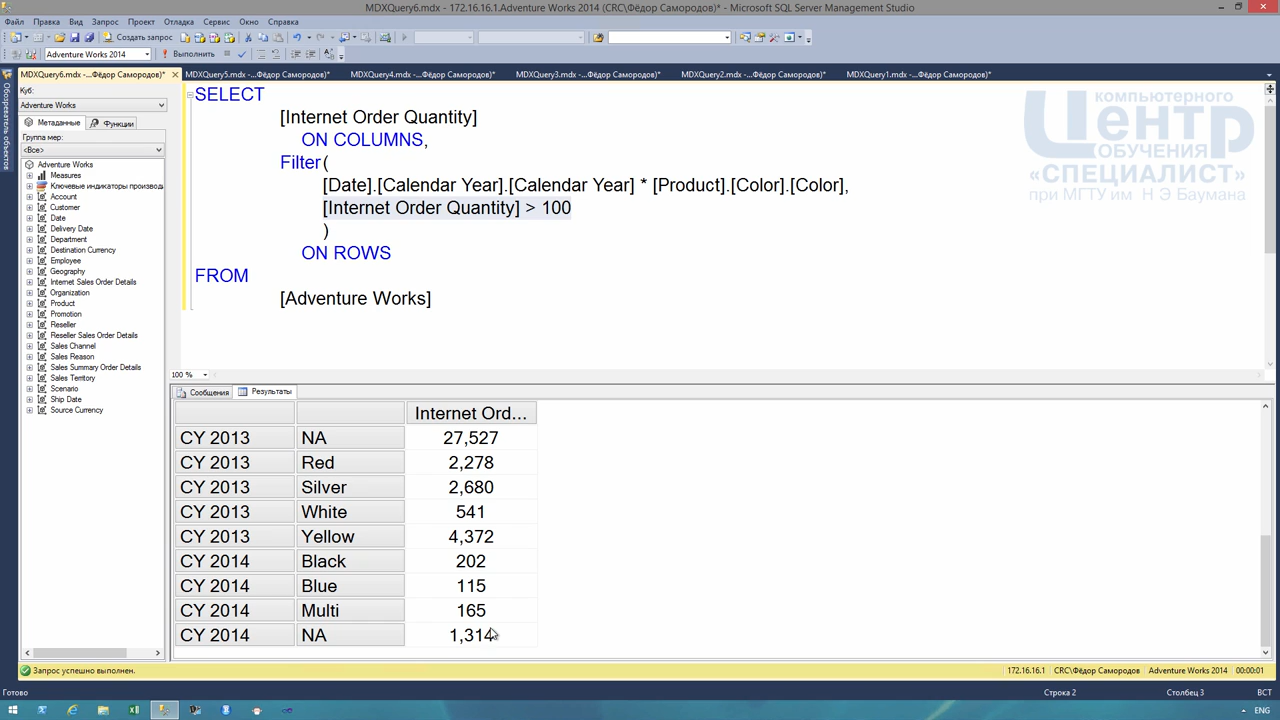 MDXQuery6.mdx - 172.16.16.1.Adventure Works 2014 (CRC\Фёдор Самородов)* - Microsoft SQL Server Management Studio
Файл Правка Вид Запрос Проект Отладка Сервис Окно Справка
Создать запрос
Adventure Works 2014 Выполнить
MDXQuery6.mdx -...Фёдор Самородов)* MDXQuery5.mdx -...Фёдор Самородов)* MDXQuery4.mdx -...Фёдор Самородов)* MDXQuery3.mdx -...Фёдор Самородов)* MDXQuery2.mdx -...Фёдор Самородов)* MDXQuery1.mdx -...Фёдор Самородов)*
Обозреватель объектов
Куб:
Adventure Works
Метаданные Функции
Группа мер:
<Все>
Adventure Works
Measures
Ключевые индикаторы производи
Account
Customer
Date
Delivery Date
Department
Destination Currency
Employee
Geography
Internet Sales Order Details
Organization
Product
Promotion
Reseller
Reseller Sales Order Details
Sales Channel
Sales Reason
Sales Summary Order Details
Sales Territory
Scenario
Ship Date
Source Currency
SELECT
[Internet Order Quantity]
ON COLUMNS,
Filter(
[Date].[Calendar Year].[Calendar Year] * [Product].[Color].[Color],
[Internet Order Quantity] > 100
)
ON ROWS
FROM
[Adventure Works]
компьютерного
Центр
ОБУЧЕНИЯ
«СПЕЦИАЛИСТ»
при МГТУ им Н Э Баумана
100 %
Сообщения Результаты
Internet Ord...
CY 2013 NA 27,527
CY 2013 Red 2,278
CY 2013 Silver 2,680
CY 2013 White 541
CY 2013 Yellow 4,372
CY 2014 Black 202
CY 2014 Blue 115
CY 2014 Multi 165
CY 2014 NA 1,314
Запрос успешно выполнен. 172.16.16.1 CRC\Фёдор Самородов Adventure Works 2014 00:00:01
Готово Строка 2 Столбец 3 ВСТ
ENG